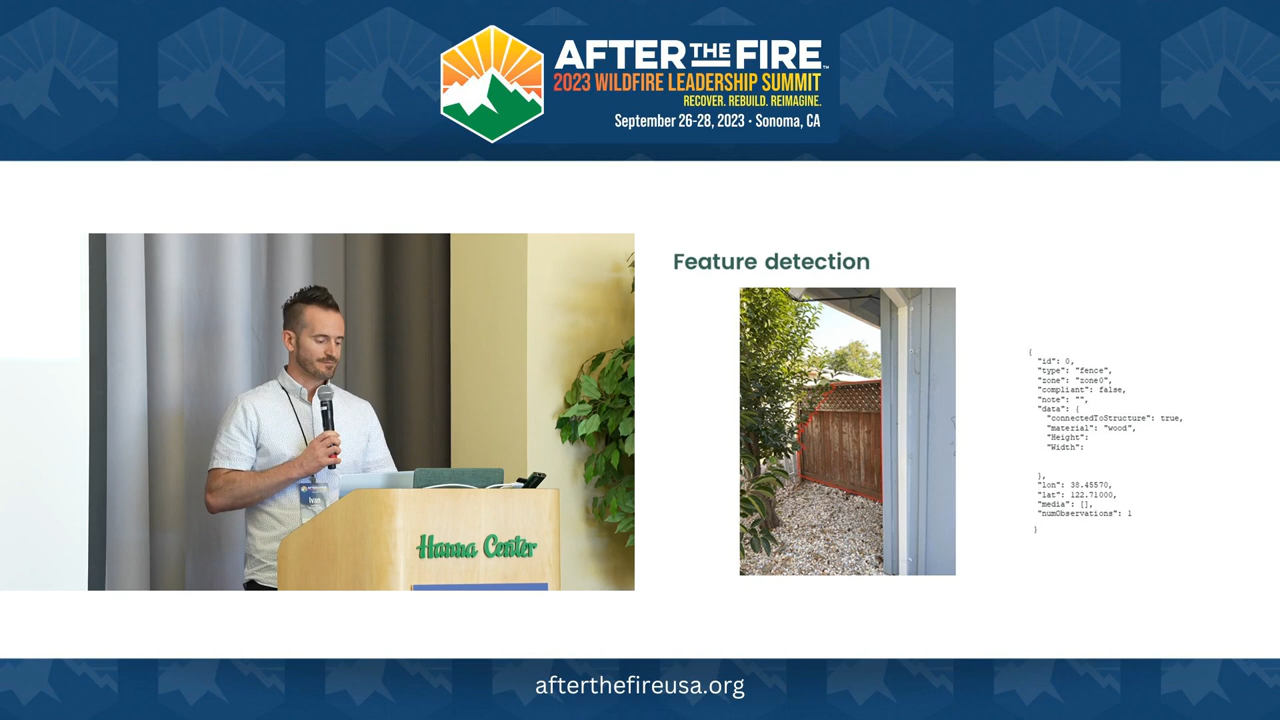 AFTER THE FIRE™
2023 WILDFIRE LEADERSHIP SUMMIT
RECOVER. REBUILD. REIMAGINE.
September 26-28, 2023 • Sonoma, CA
Ivan
Hanna Center
Feature detection
{
"id": 0,
"type": "fence",
"zone": "zone0",
"compliant": false,
"note": "",
"data": {
"connectedToStructure": true,
"material": "wood",
"Height":
"Width":
},
"lon": 38.45570,
"lat": 122.71000,
"media": [],
"numObservations": 1
}
afterthefireusa.org